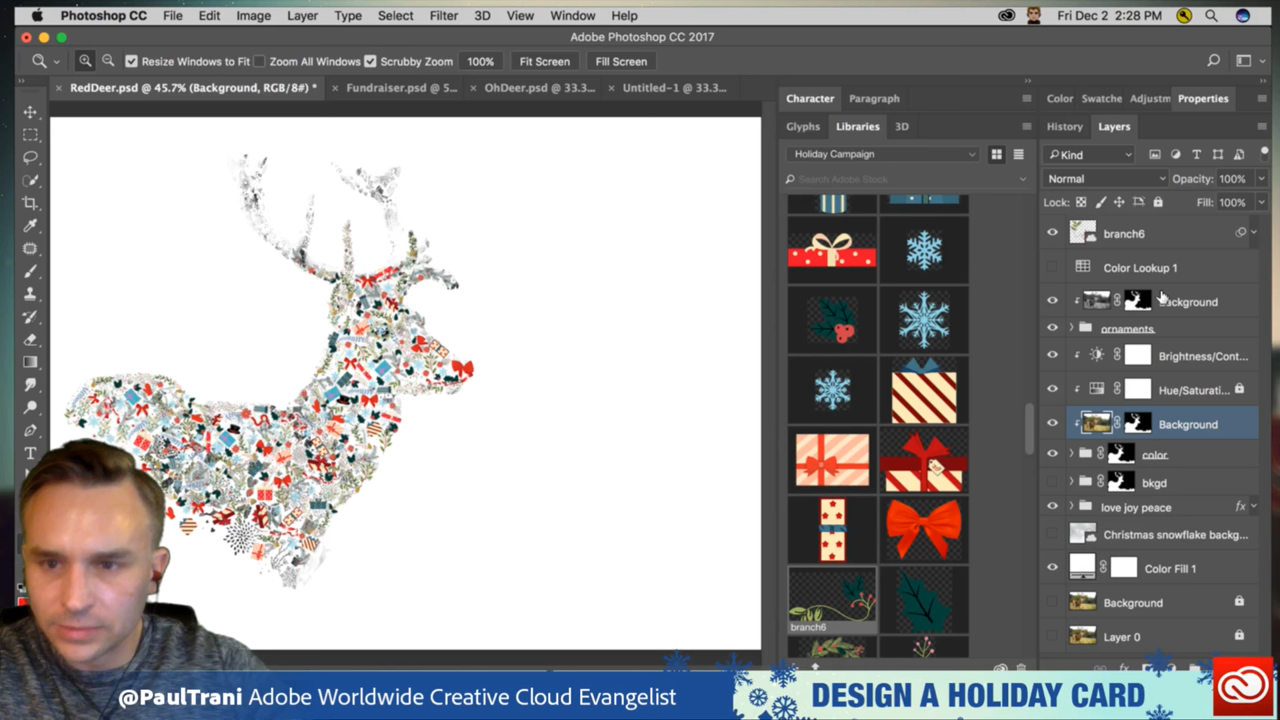 Photoshop CC File Edit Image Layer Type Select Filter 3D View Window Help Fri Dec 2 2:28 PM
Adobe Photoshop CC 2017
Resize Windows to Fit Zoom All Windows Scrubby Zoom 100% Fit Screen Fill Screen
× RedDeer.psd @ 45.7% (Background, RGB/8#) * × Fundraiser.psd @ 5... × OhDeer.psd @ 33.3... × Untitled-1 @ 33.3...
Character Paragraph
Glyphs Libraries 3D
Holiday Campaign
Search Adobe Stock
branch6
Color Swatche Adjustm Properties
History Layers
Kind
Normal Opacity: 100%
Lock: Fill: 100%
branch6
Color Lookup 1
Background
ornaments
Brightness/Cont...
Hue/Saturati...
Background
color
bkgd
love joy peace fx
Christmas snowflake backg...
Color Fill 1
Background
Layer 0
@PaulTrani Adobe Worldwide Creative Cloud Evangelist
DESIGN A HOLIDAY CARD